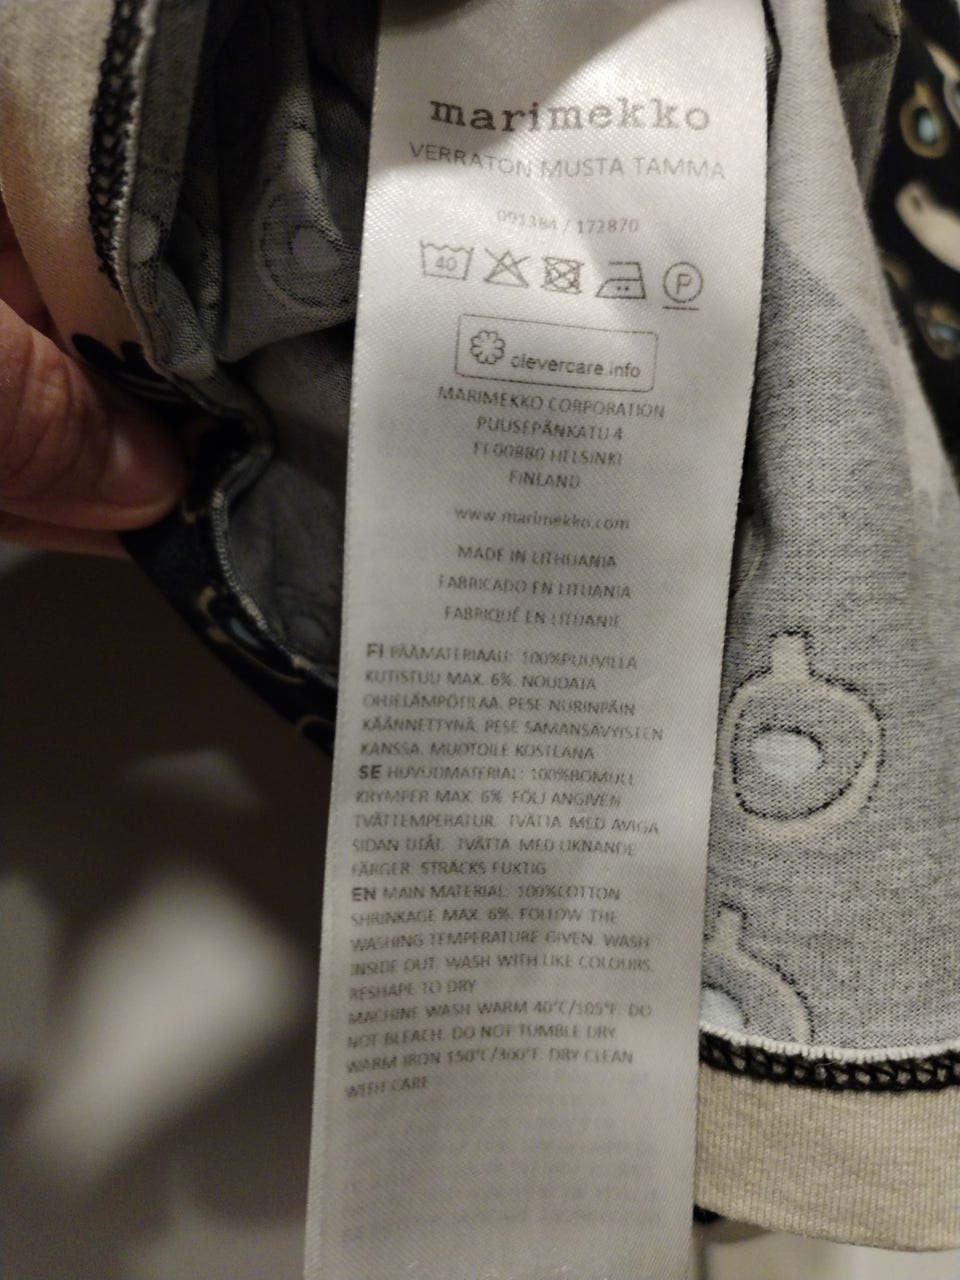 marimekko
VERRATON MUSTA TAMMA
091384 / 172870
40 P
clevercare.info
MARIMEKKO CORPORATION
PUUSEPÄNKATU 4
FI-00880 HELSINKI
FINLAND
www.marimekko.com
MADE IN LITHUANIA
FABRICADO EN LITUANIA
FABRIQUÉ EN LITUANIE
FI PÄÄMATERIAALI: 100%PUUVILLA
KUTISTUU MAX. 6%. NOUDATA
OHJELÄMPÖTILAA. PESE NURINPÄIN
KÄÄNNETTYNÄ. PESE SAMANSÄVYISTEN
KANSSA. MUOTOILE KOSTEANA
SE HUVUDMATERIAL: 100%BOMULL
KRYMPER MAX. 6%. FÖLJ ANGIVEN
TVÄTTEMPERATUR. TVÄTTA MED AVIGA
SIDAN UTÅT. TVÄTTA MED LIKNANDE
FÄRGER. STRÄCKS FUKTIG
EN MAIN MATERIAL: 100%COTTON
SHRINKAGE MAX. 6%. FOLLOW THE
WASHING TEMPERATURE GIVEN. WASH
INSIDE OUT. WASH WITH LIKE COLOURS.
RESHAPE TO DRY
MACHINE WASH WARM 40°C/105°F. DO
NOT BLEACH. DO NOT TUMBLE DRY.
WARM IRON 150°C/300°F. DRY CLEAN
WITH CARE